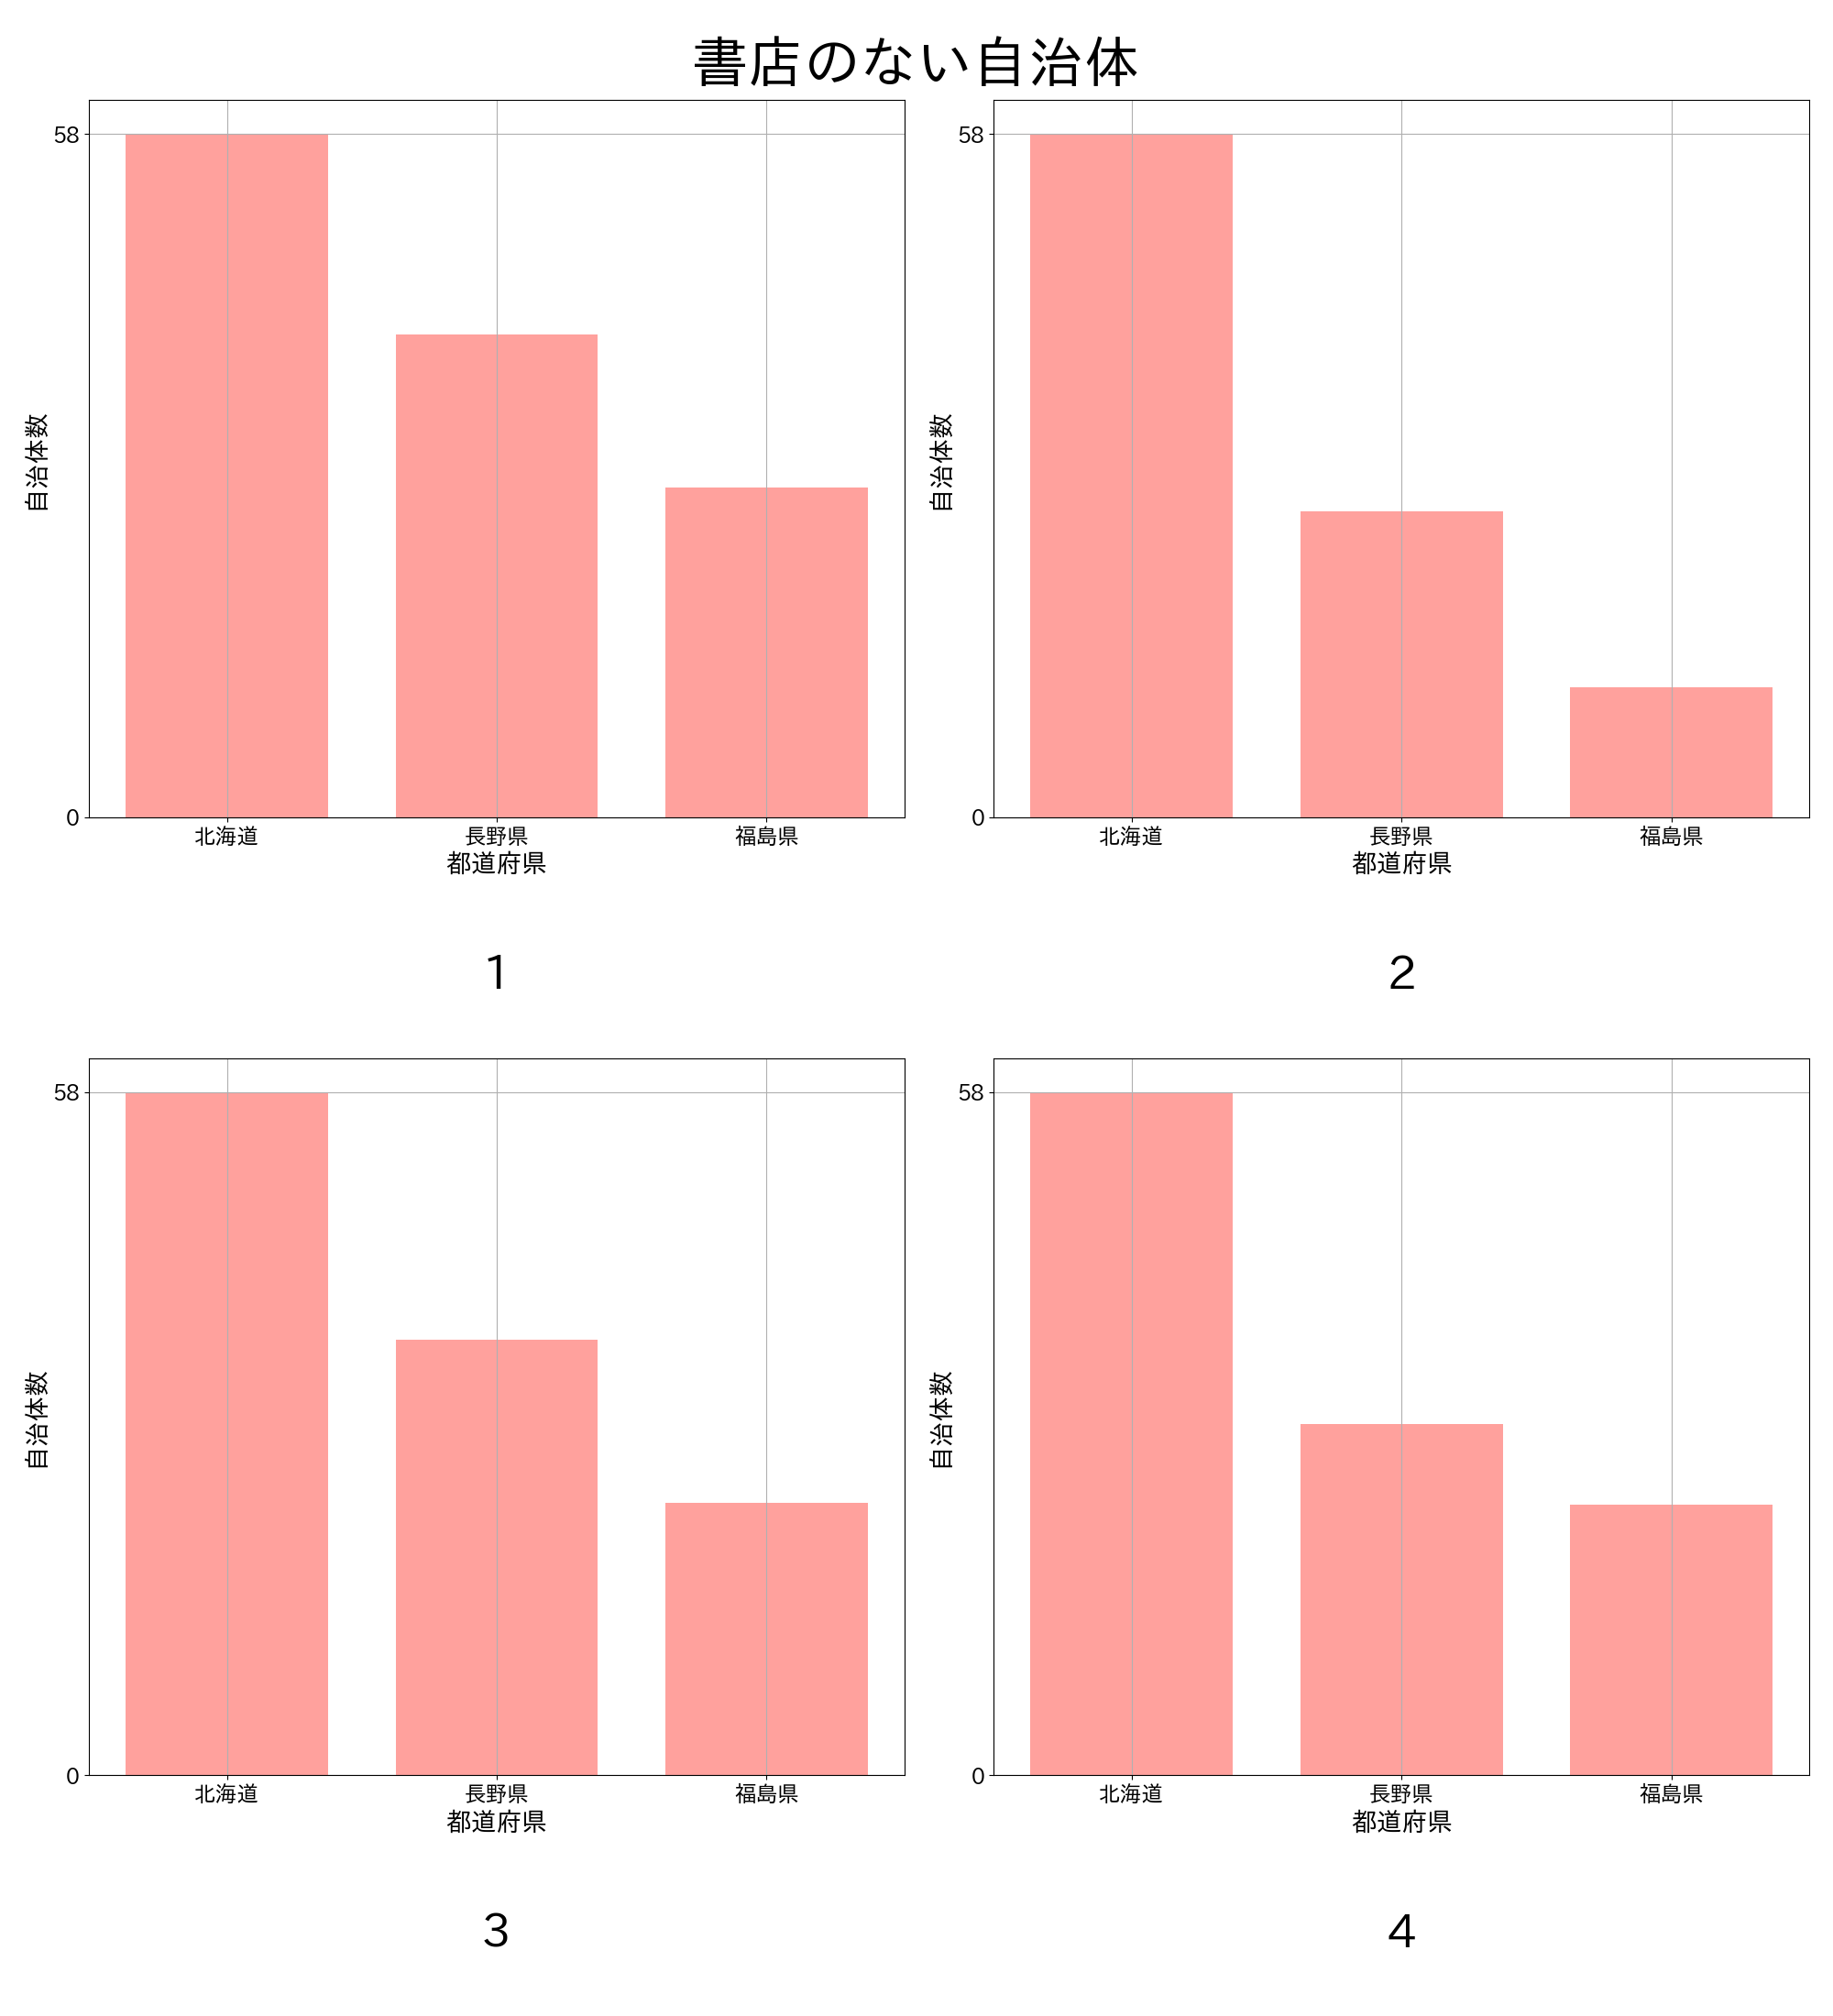 書店のない自治体
58
0
自治体数
北海道 長野県 福島県
都道府県
1
58
0
自治体数
北海道 長野県 福島県
都道府県
2
58
0
自治体数
北海道 長野県 福島県
都道府県
3
58
0
自治体数
北海道 長野県 福島県
都道府県
4